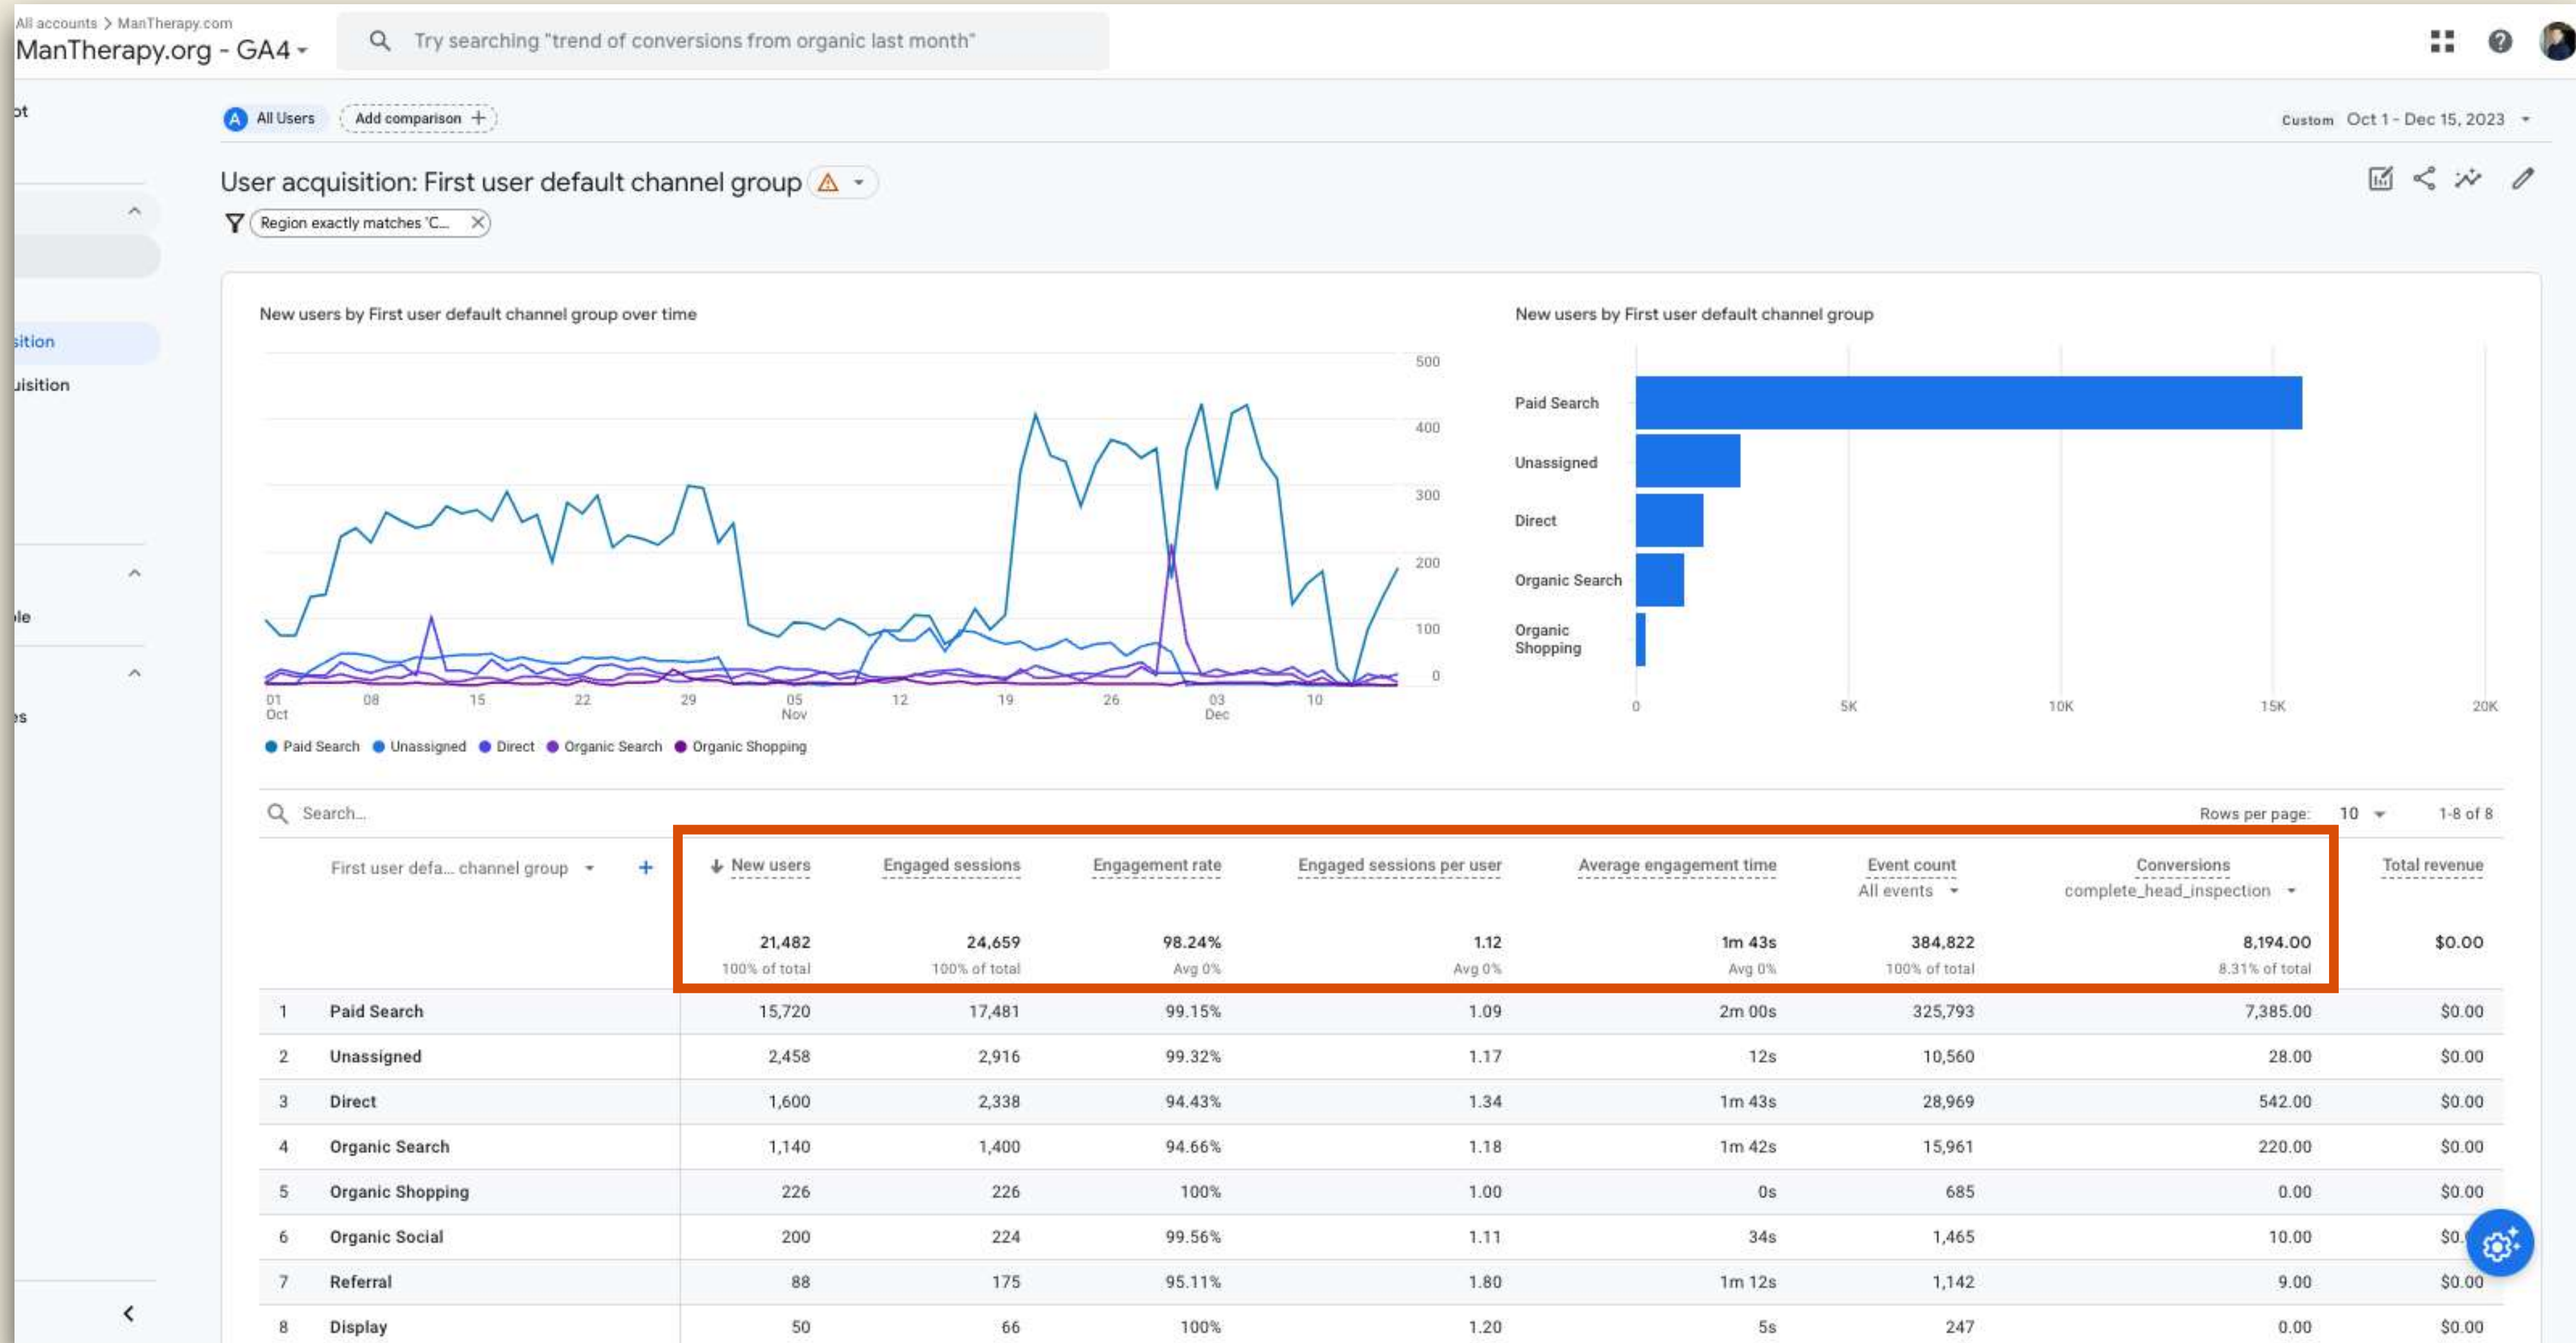 All accounts > ManTherapy.com
ManTherapy.org - GA4
Try searching "trend of conversions from organic last month"
ot
A All Users
Add comparison +
Custom Oct 1 - Dec 15, 2023
User acquisition: First user default channel group
Region exactly matches 'C...
sition
uisition
le
es
New users by First user default channel group over time
500
400
300
200
100
0
01 Oct
08
15
22
29
05 Nov
12
19
26
03 Dec
10
Paid Search Unassigned Direct Organic Search Organic Shopping
New users by First user default channel group
Paid Search
Unassigned
Direct
Organic Search
Organic
Shopping
0 5K 10K 15K 20K
Search...
Rows per page: 10 1-8 of 8
First user defa... channel group + New users Engaged sessions Engagement rate Engaged sessions per user Average engagement time Event count Conversions Total revenue
All events complete_head_inspection
21,482 24,659 98.24% 1.12 1m 43s 384,822 8,194.00 $0.00
100% of total 100% of total Avg 0% Avg 0% Avg 0% 100% of total 8.31% of total
1 Paid Search 15,720 17,481 99.15% 1.09 2m 00s 325,793 7,385.00 $0.00
2 Unassigned 2,458 2,916 99.32% 1.17 12s 10,560 28.00 $0.00
3 Direct 1,600 2,338 94.43% 1.34 1m 43s 28,969 542.00 $0.00
4 Organic Search 1,140 1,400 94.66% 1.18 1m 42s 15,961 220.00 $0.00
5 Organic Shopping 226 226 100% 1.00 0s 685 0.00 $0.00
6 Organic Social 200 224 99.56% 1.11 34s 1,465 10.00 $0.
7 Referral 88 175 95.11% 1.80 1m 12s 1,142 9.00 $0.00
8 Display 50 66 100% 1.20 5s 247 0.00 $0.00